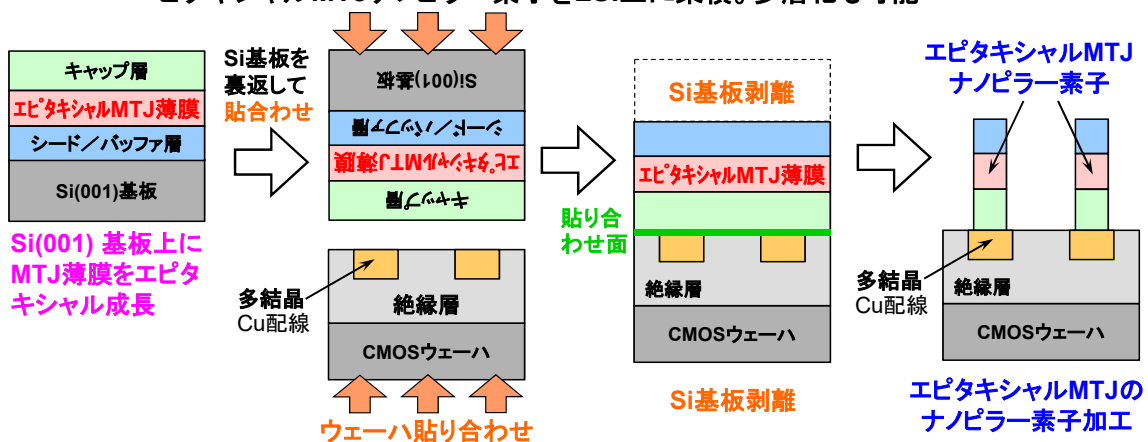 キャップ層
エピタキシャルMTJ薄膜
シード／バッファ層
Si(001)基板
Si(001) 基板上に
MTJ薄膜をエピタ
キシャル成長
Si基板を
裏返して
貼合わせ
Si(001)基板
シード／バッファ層
エピタキシャルMTJ薄膜
キャップ層
多結晶
Cu配線
絶縁層
CMOSウェーハ
ウェーハ貼り合わせ
Si基板剥離
エピタキシャルMTJ薄膜
貼り合
わせ面
絶縁層
CMOSウェーハ
Si基板剥離
エピタキシャルMTJ
ナノピラー素子
多結晶
Cu配線
絶縁層
CMOSウェーハ
エピタキシャルMTJの
ナノピラー素子加工